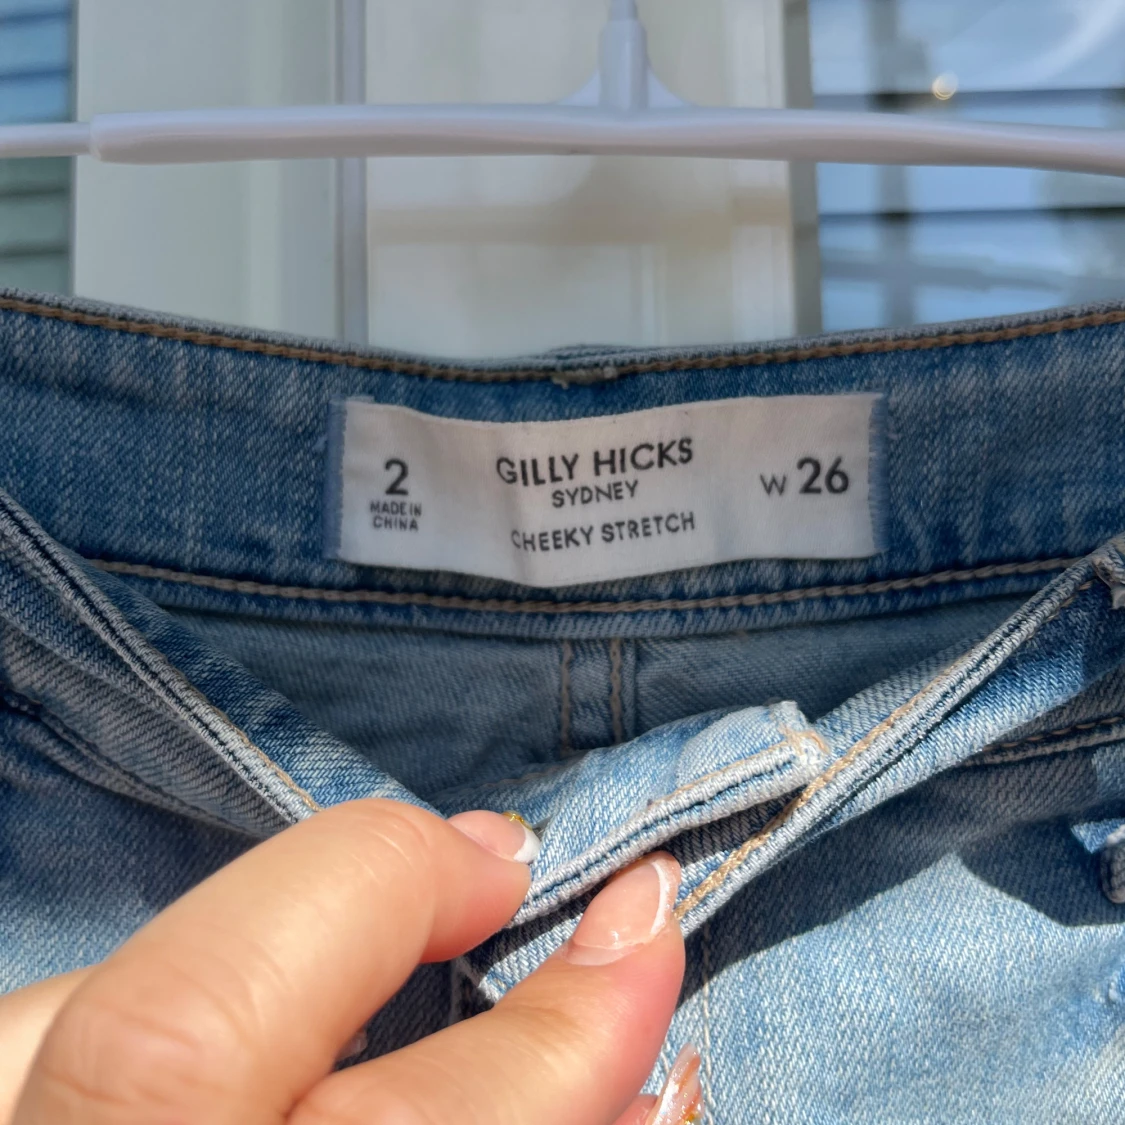 2
MADE IN
CHINA
GILLY HICKS
SYDNEY
CHEEKY STRETCH
W 26